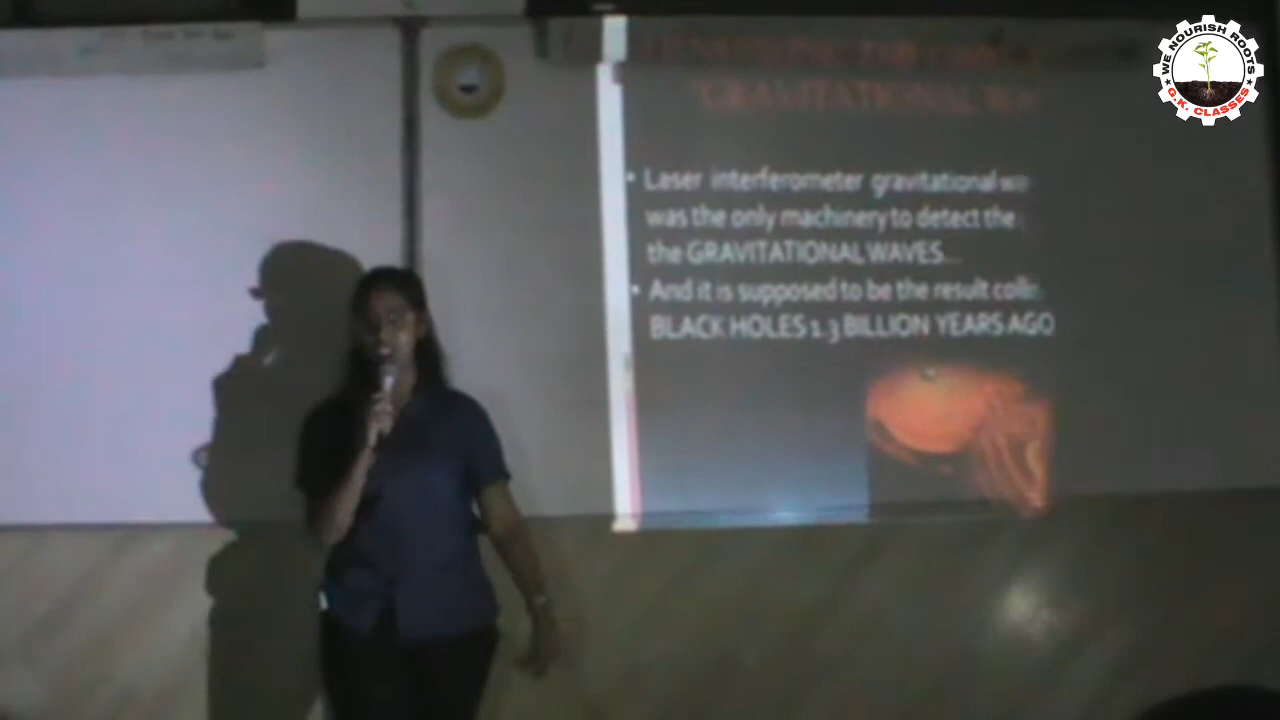 GRAVITATIONAL
• Laser interferometer gravitational
was the only machinery to detect the
the GRAVITATIONAL WAVES...
• And it is supposed to be the result
BLACK HOLES 1.3 BILLION YEARS AGO
WE NOURISH ROOTS
G.K. CLASSES